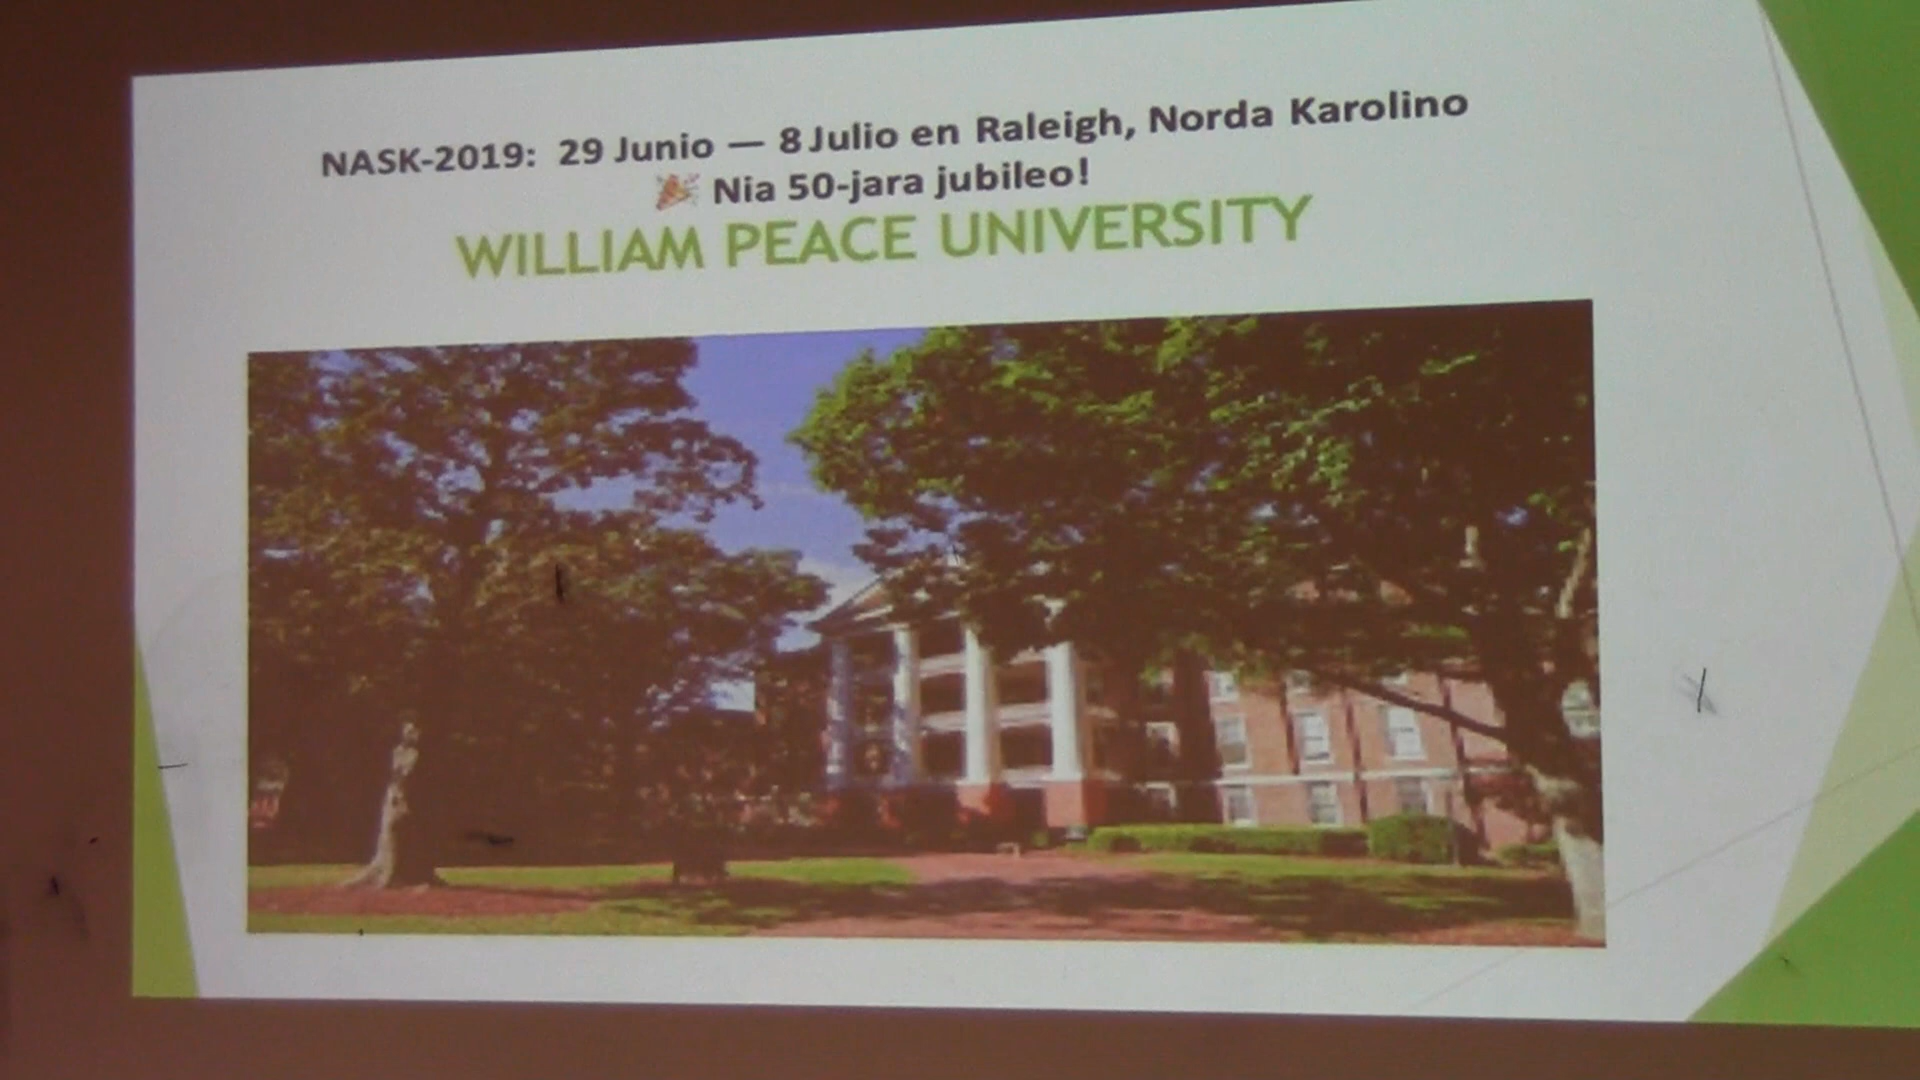 NASK-2019: 29 Junio — 8 Julio en Raleigh, Norda Karolino
🎉 Nia 50-jara jubileo!
WILLIAM PEACE UNIVERSITY